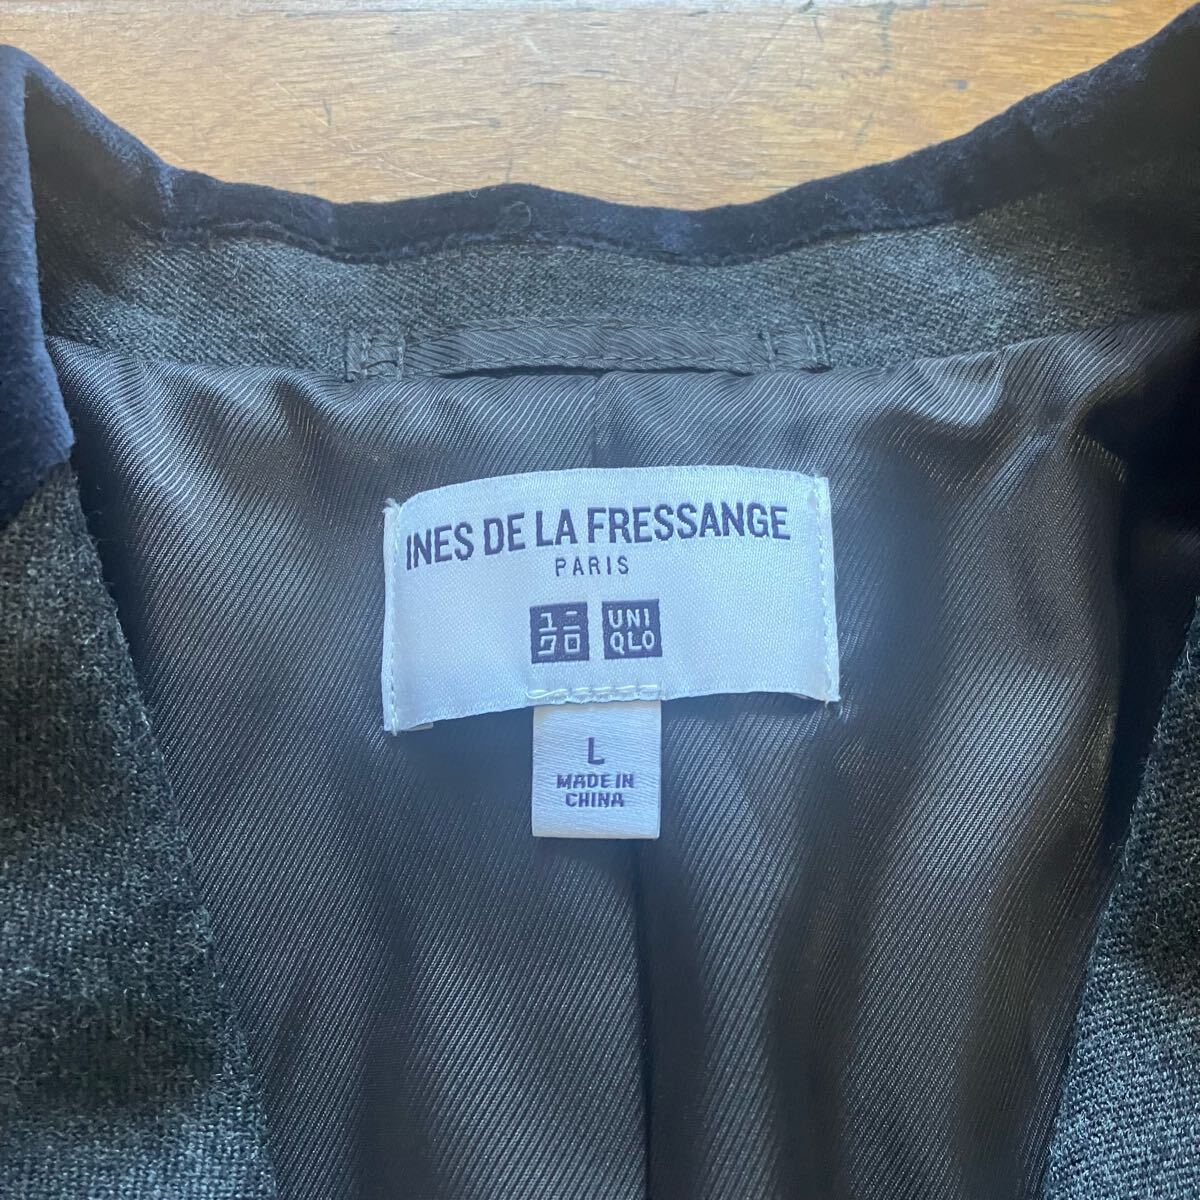 INES DE LA FRESSANGE
PARIS
ユニ UNI
クロ QLO
L
MADE IN
CHINA